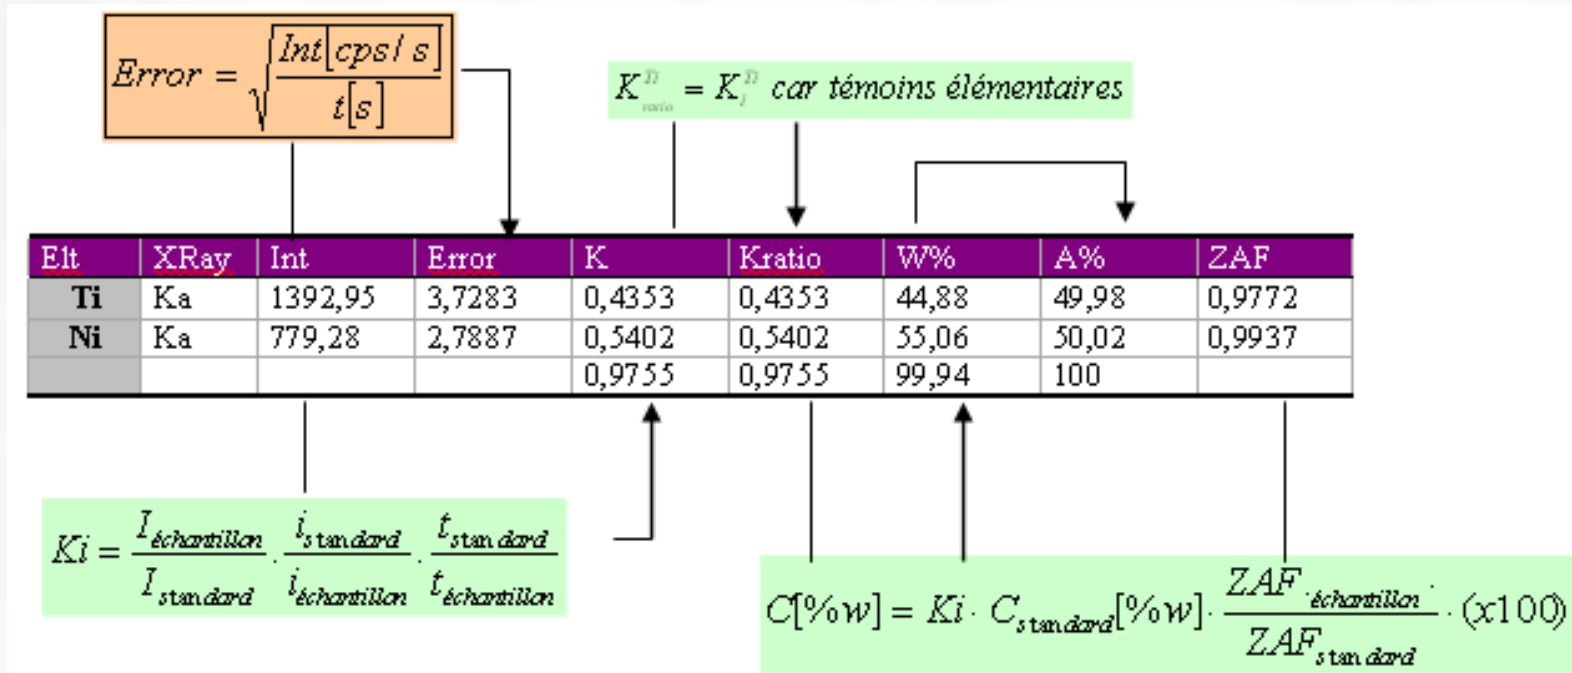 Error = √(Int[cps/s] / t[s])
K^Ti_ratio = K^Ti_i car témoins élémentaires
Elt XRay Int Error K Kratio W% A% ZAF
Ti Ka 1392,95 3,7283 0,4353 0,4353 44,88 49,98 0,9772
Ni Ka 779,28 2,7887 0,5402 0,5402 55,06 50,02 0,9937
0,9755 0,9755 99,94 100
Ki = I échantillon / I standard · i standard / i échantillon · t standard / t échantillon
C[%w] = Ki · C standard [%w] · ZAF échantillon / ZAF standard · (x100)